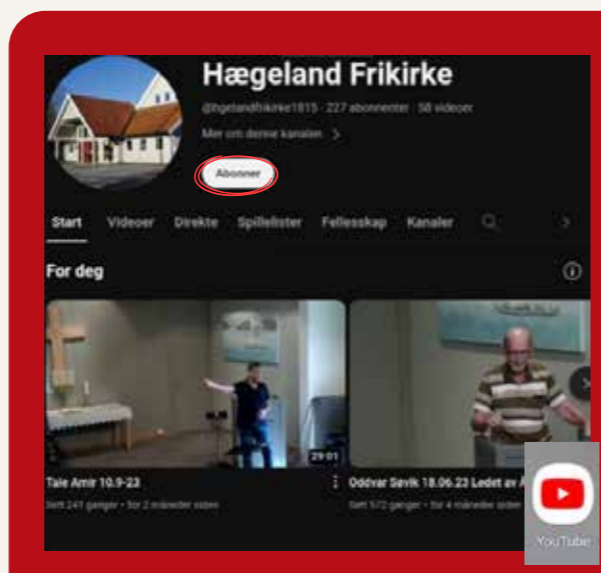 Hægeland Frikirke
227 abonnenter · 58 videoer
Mer om denne kanalen >
Abonner
Start Videoer Direkte Spillelister Fellesskap Kanaler
For deg
29:01
Tale Amir 10.9-23
Sett 241 ganger • for 2 måneder siden
Oddvar Søvik 18.06.23 Ledet av
Sett 572 ganger • for 4 måneder siden
YouTube